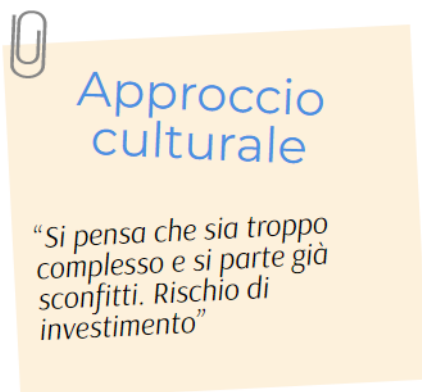 Approccio
culturale
“Si pensa che sia troppo
complesso e si parte già
sconfitti. Rischio di
investimento”